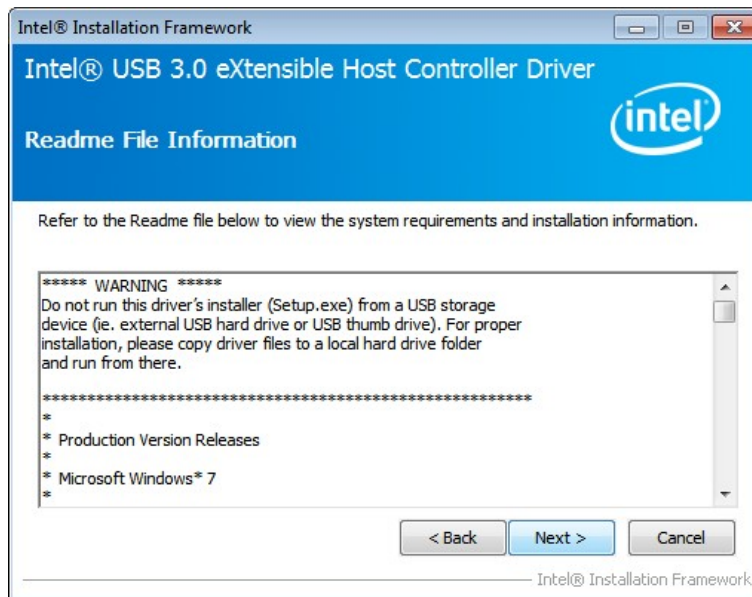 Intel® Installation Framework
Intel® USB 3.0 eXtensible Host Controller Driver
intel
Readme File Information
Refer to the Readme file below to view the system requirements and installation information.
***** WARNING *****
Do not run this driver's installer (Setup.exe) from a USB storage
device (ie. external USB hard drive or USB thumb drive). For proper
installation, please copy driver files to a local hard drive folder
and run from there.
*******************************************************
*
* Production Version Releases
*
* Microsoft Windows* 7
*
< Back
Next >
Cancel
Intel® Installation Framework